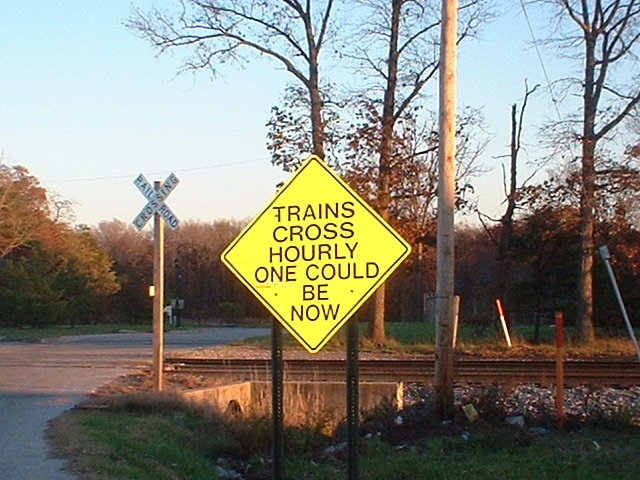 RAILROAD
CROSSING
TRAINS
CROSS
HOURLY
ONE COULD
BE
NOW